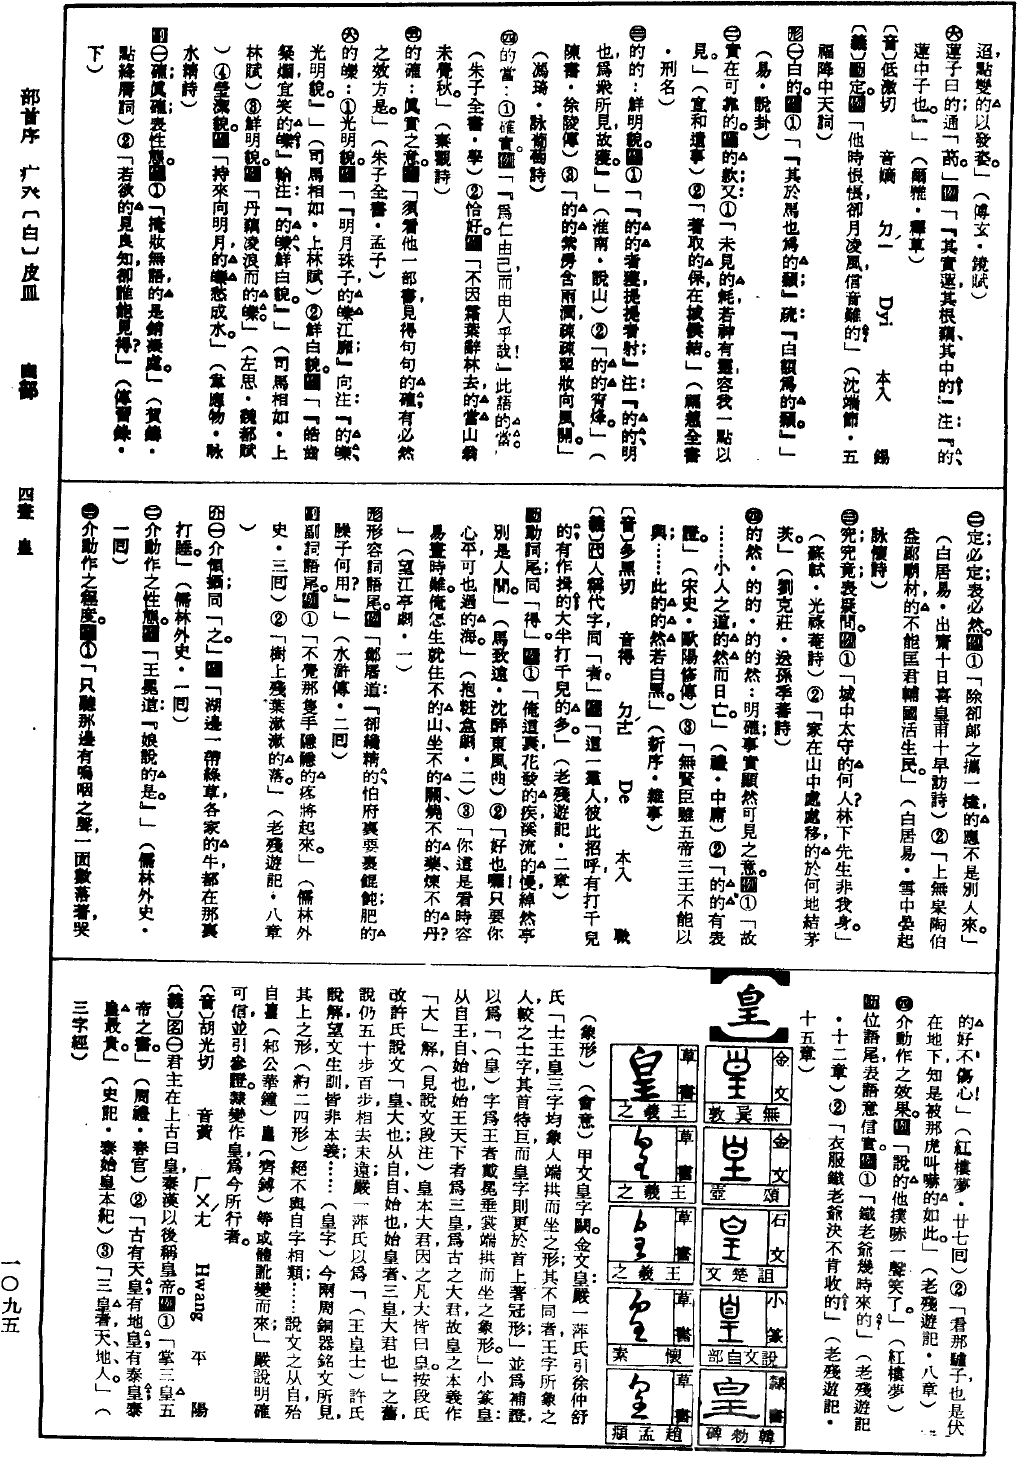 迢點雙的以發姿。」（傅玄·鏡賦）
㊅蓮子曰的；通「菂」。例「『其實蓮，其根藕，其中的。』注：『的、
蓮中子也。』」（爾雅·釋草）
〔音〕低激切　音嫡　ㄉㄧ　Dyi　本入　錫
〔義〕副定。例「他時悵恨，卻月凌風，信音難的。」（沈端節·五
福降中天詞）
形㊀白的。例①「『其於馬也，為的顙。』疏『白額為的顙。』」
（易·說卦）
㊁實在可靠的。例①「未見的耗，若神有靈，容我一點以
見。」（宣和遺事）②「著取的保，在城候結。」（福惠全書
·刑名）
㊂的的：鮮明貌。例①「『的的者獲，提提者射。』注：『的的、明
也，為眾所見，故獲。』」（淮南·說山）②「的的宵烽。」（
陳書·徐陵傳）③「的的紫房含雨潤，疏疏翠妝向風開。」
（馮琦·詠葡萄詩）
㊃的當：①確實。例「『為仁由己，而由人乎哉！』此語的當。」
（朱子全書·學）②恰好。例「不因霜葉辭林去，的當山翁
未覺秋。」（秦觀詩）
㊄的確：真實之意。例「須看他一部書，見得句句的確，有必然
之效方是。」（朱子全書·孟子）
㊅的皪：①光明貌。例「『明月珠子，的皪江靡；』向注：『的皪、
光明貌。』」（司馬相如·上林賦）②鮮白貌。例「『皓齒
粲爛，宜笑的皪。』翰注：『的皪，鮮白貌。』」（司馬相如·上
林賦）③鮮明貌。例「丹藕凌波而的皪。」（左思·魏都賦
）④瑩潔貌。例「持來向明月，的皪愁成水。」（韋應物·詠
水精詩）
副㊀確；真確；表性態。例①「掩妝無語，的是銷凝處。」（賀鑄·
點絳脣詞）②「若欲的見良知，卻誰能見得？」（傳習錄·
下）
㊁定；必定；表必然。例①「除卻郎之攜一樽，的應不是別人來。」
（白居易·出齋十日喜皇甫十早訪詩）②「上無皋陶伯
益廊廟材，的不能匡君輔國活生民。」（白居易·雪中晏起
詠懷詩）
㊂究；究竟；表疑問。例①「城中太守的何人？林下先生非我身。」
（蘇軾·光祿菴詩）②「家在山中處處移，的於何地結茅
茨。」（劉克莊·送孫季蕃詩）
㊃的然·的的·的的然：明確；事實顯然可見之意。例①「故
……小人之道，的然而日亡。」（禮·中庸）②「的的有表
證。」（宋史·歐陽修傳）③「無賢臣，雖五帝三王，不能以
興；……此的的然若白黑。」（新序·雜事）
〔音〕多黑切　音得　ㄉㄜ　De　本入　職
〔義〕代人稱代字；同「者」。例「道一羣人彼此招呼，有打千兒
的，有作揖的，大半打千兒的多。」（老殘遊記·二章）
助動詞尾；同「得」。例①「俺道裏花發的疾，溪流的慢，綽然亭
別是人間。」（馬致遠·沈醉東風曲）②「好也囉！只要你
心平可也過的海。」（抱粧盒劇·二）③「你道是看時容
易畫時難，俺怎生就住不的山，坐不的關，燒不的藥，煉不的丹？
」（望江亭劇·一）
形形容詞語尾。例「鄭屠道：『卻纔精的，怕府裏要裹餛飩；肥的
臊子何用？』」（水滸傳·二回）
副副詞語尾。例①「不覺那隻手隱隱的疼將起來。」（儒林外
史·三回）②「樹上殘葉漱漱的落。」（老殘遊記·八章
）
介㊀介領攝；同「之」。例「湖邊一帶綠草，各家的牛都在那裏
打睡。」（儒林外史·一回）
㊁介動作之性態。例「王冕道：『娘說的是。』」（儒林外史·
一回）
㊂介動作之程度。例①「只聽那邊有嗚咽之聲，一面數落著，哭
的好不傷心！」（紅樓夢·廿七回）②「看那驢子也是伏
在地下，知是被那虎叫嚇的如此。」（老殘遊記·八章）
㊃介動作之效果。例「說的他撲哧一聲笑了。」（紅樓夢）
助位語尾；表語意信實。例①「鐵老爺幾時來的？」（老殘遊記
·十二章）②「衣服鐵老爺決不肯收的。」（老殘遊記·
十五章）
【皇】
金文　無㠱敦
金文　頌壺
石文　詛楚文
小篆　說文自部
隸書　韓勑碑
草書　王羲之
草書　王羲之
草書　王羲之
草書　懷素
草書　趙孟頫
（象形）（會意）甲文皇字闕。金文皇：嚴一萍氏引徐仲舒
氏「士王皇三字均象人端拱而坐之形，其不同者，王字所象之
人，較之士字，其首特巨，而皇字則更於首上著冠形；」並為補證，
以為「（皇）字為王者戴冕垂裳端拱而坐之象形。」小篆皇：
从自王，自始也，始王天下者為三皇，為古之大君，故皇之本義作
「大」解（見說文段注）皇本大君，因之凡大皆曰皇。按段氏
改許氏說文「皇，大也，从自；自，始也，始皇者，三皇，大君也。」之舊
說，仍五十步百步，相去未遠；嚴一萍氏以為「（王皇士）許氏
說解，望文生訓，皆非本義；……（皇字）今兩周銅器銘文所見，
其上之形（約二四形）絕不與自字相類；……說文之从自，殆
自𦤃（邾公華鐘）𦤃（齊鎛）等或體訛變而來。」嚴說明確
可信，並引參證。隸變作皇，為今所行者。
〔音〕胡光切　音黃　ㄏㄨㄤ　Hwang　平　陽
〔義〕名㊀君主；在上古曰皇，秦漢以後稱皇帝。例①「掌三皇五
帝之書。」（周禮·春官）②「古有天皇，有地皇，有泰皇，泰
皇最貴。」（史記·秦始皇本紀）③「三皇者，天、地、人。」（
三字經）
部首序　疒癶〔白〕皮皿　白部　四畫　皇　一〇九五